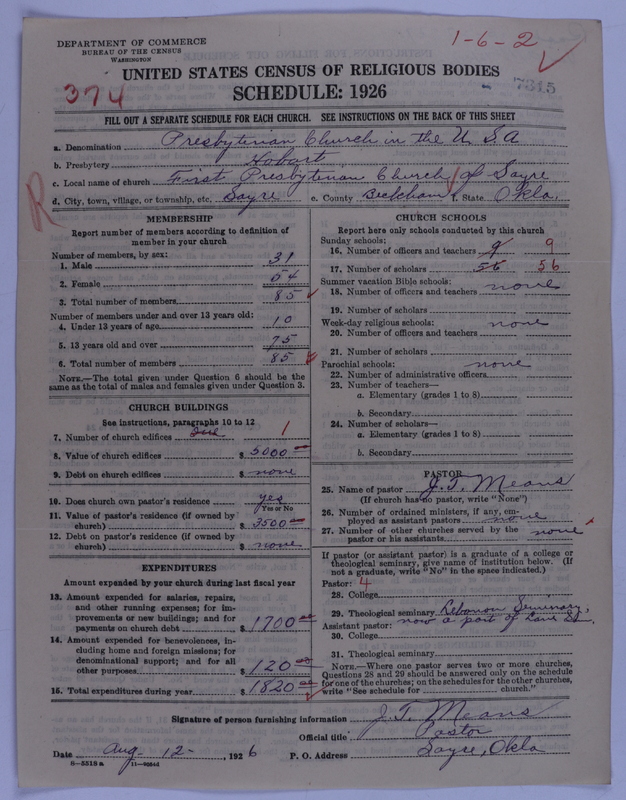 DEPARTMENT OF COMMERCE
BUREAU OF THE CENSUS
WASHINGTON
1-6-2
7315
374
UNITED STATES CENSUS OF RELIGIOUS BODIES
SCHEDULE: 1926
FILL OUT A SEPARATE SCHEDULE FOR EACH CHURCH. SEE INSTRUCTIONS ON THE BACK OF THIS SHEET
a. Denomination Presbyterian Church in the U.S.A
b. Presbytery Hobart
c. Local name of church First Presbyterian Church of Sayre
d. City, town, village, or township, etc. Sayre e. County Beckham f. State Okla.
R
MEMBERSHIP
Report number of members according to definition of
member in your church
Number of members, by sex:
1. Male 31
2. Female 54
3. Total number of members 85
Number of members under and over 13 years old:
4. Under 13 years of age 10
5. 13 years old and over 75
6. Total number of members 85
NOTE.—The total given under Question 6 should be the
same as the total of males and females given under Question 3.
CHURCH BUILDINGS
See instructions, paragraphs 10 to 12
7. Number of church edifices one 1
8. Value of church edifices $ 5000
9. Debt on church edifices $ none
10. Does church own pastor's residence yes
Yes or No
11. Value of pastor's residence (if owned by
church) $ 3500
12. Debt on pastor's residence (if owned by
church) $ none
EXPENDITURES
Amount expended by your church during last fiscal year
13. Amount expended for salaries, repairs,
and other running expenses; for im-
provements or new buildings; and for
payments on church debt $ 1700
14. Amount expended for benevolences, in-
cluding home and foreign missions; for
denominational support; and for all
other purposes $ 120
15. Total expenditures during year $ 1820
CHURCH SCHOOLS
Report here only schools conducted by this church
Sunday schools:
16. Number of officers and teachers 9 9
17. Number of scholars 56 56
Summer vacation Bible schools:
18. Number of officers and teachers none
19. Number of scholars
Week-day religious schools: none
20. Number of officers and teachers
21. Number of scholars
Parochial schools: none
22. Number of administrative officers
23. Number of teachers—
a. Elementary (grades 1 to 8)
b. Secondary
24. Number of scholars—
a. Elementary (grades 1 to 8)
b. Secondary
PASTOR
25. Name of pastor J.T. Means
(If church has no pastor, write "None")
26. Number of ordained ministers, if any, em-
ployed as assistant pastors none
27. Number of other churches served by the
pastor or his assistants none
If pastor (or assistant pastor) is a graduate of a college or
theological seminary, give name of institution below. (If
not a graduate, write "No" in the space indicated.)
Pastor: 4
28. College
29. Theological seminary Lebanon Seminary,
Assistant pastor: now a part of Lane
30. College
31. Theological seminary
NOTE.—Where one pastor serves two or more churches,
Questions 28 and 29 should be answered only on the schedule
for one of the churches; on the schedules for the other churches,
write "See schedule for church."
Signature of person furnishing information J.T. Means
Official title Pastor
Date Aug. 12 - , 1926 P. O. Address Sayre, Okla
8-5518 a